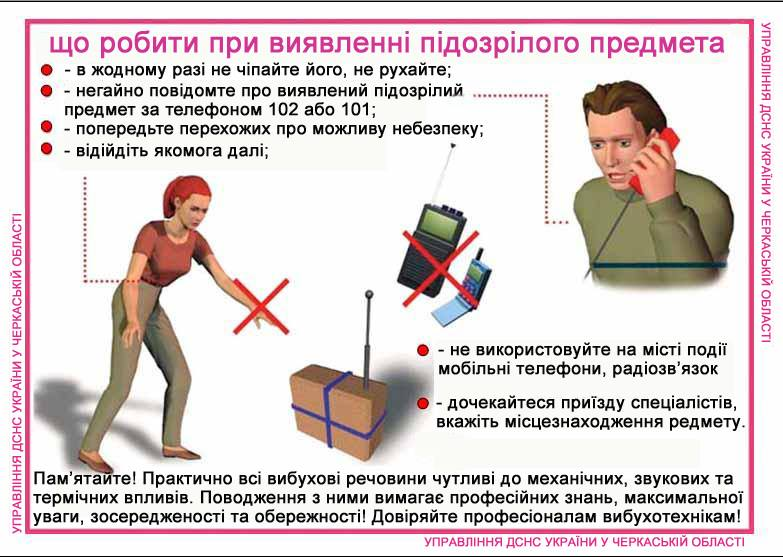 що робити при виявленні підозрілого предмета
- в жодному разі не чіпайте його, не рухайте;
- негайно повідомте про виявлений підозрілий
предмет за телефоном 102 або 101;
- попередьте перехожих про можливу небезпеку;
- відійдіть якомога далі;
- не використовуйте на місті події
мобільні телефони, радіозв’язок
- дочекайтеся приїзду спеціалістів,
вкажіть місцезнаходження редмету.
Пам’ятайте! Практично всі вибухові речовини чутливі до механічних, звукових та
термічних впливів. Поводження з ними вимагає професійних знань, максимальної
уваги, зосередженості та обережності! Довіряйте професіоналам вибухотехнікам!
УПРАВЛІННЯ ДСНС УКРАЇНИ У ЧЕРКАСЬКІЙ ОБЛАСТІ
УПРАВЛІННЯ ДСНС УКРАЇНИ У ЧЕРКАСЬКІЙ ОБЛАСТІ
УПРАВЛІННЯ ДСНС УКРАЇНИ У ЧЕРКАСЬКІЙ ОБЛАСТІ